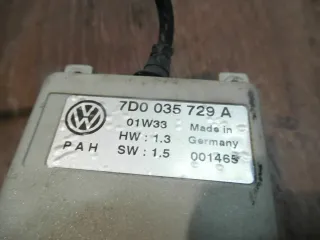 7D0 035 729 A
01W33 Made in
HW : 1.3 Germany
PAH SW : 1.5 001465